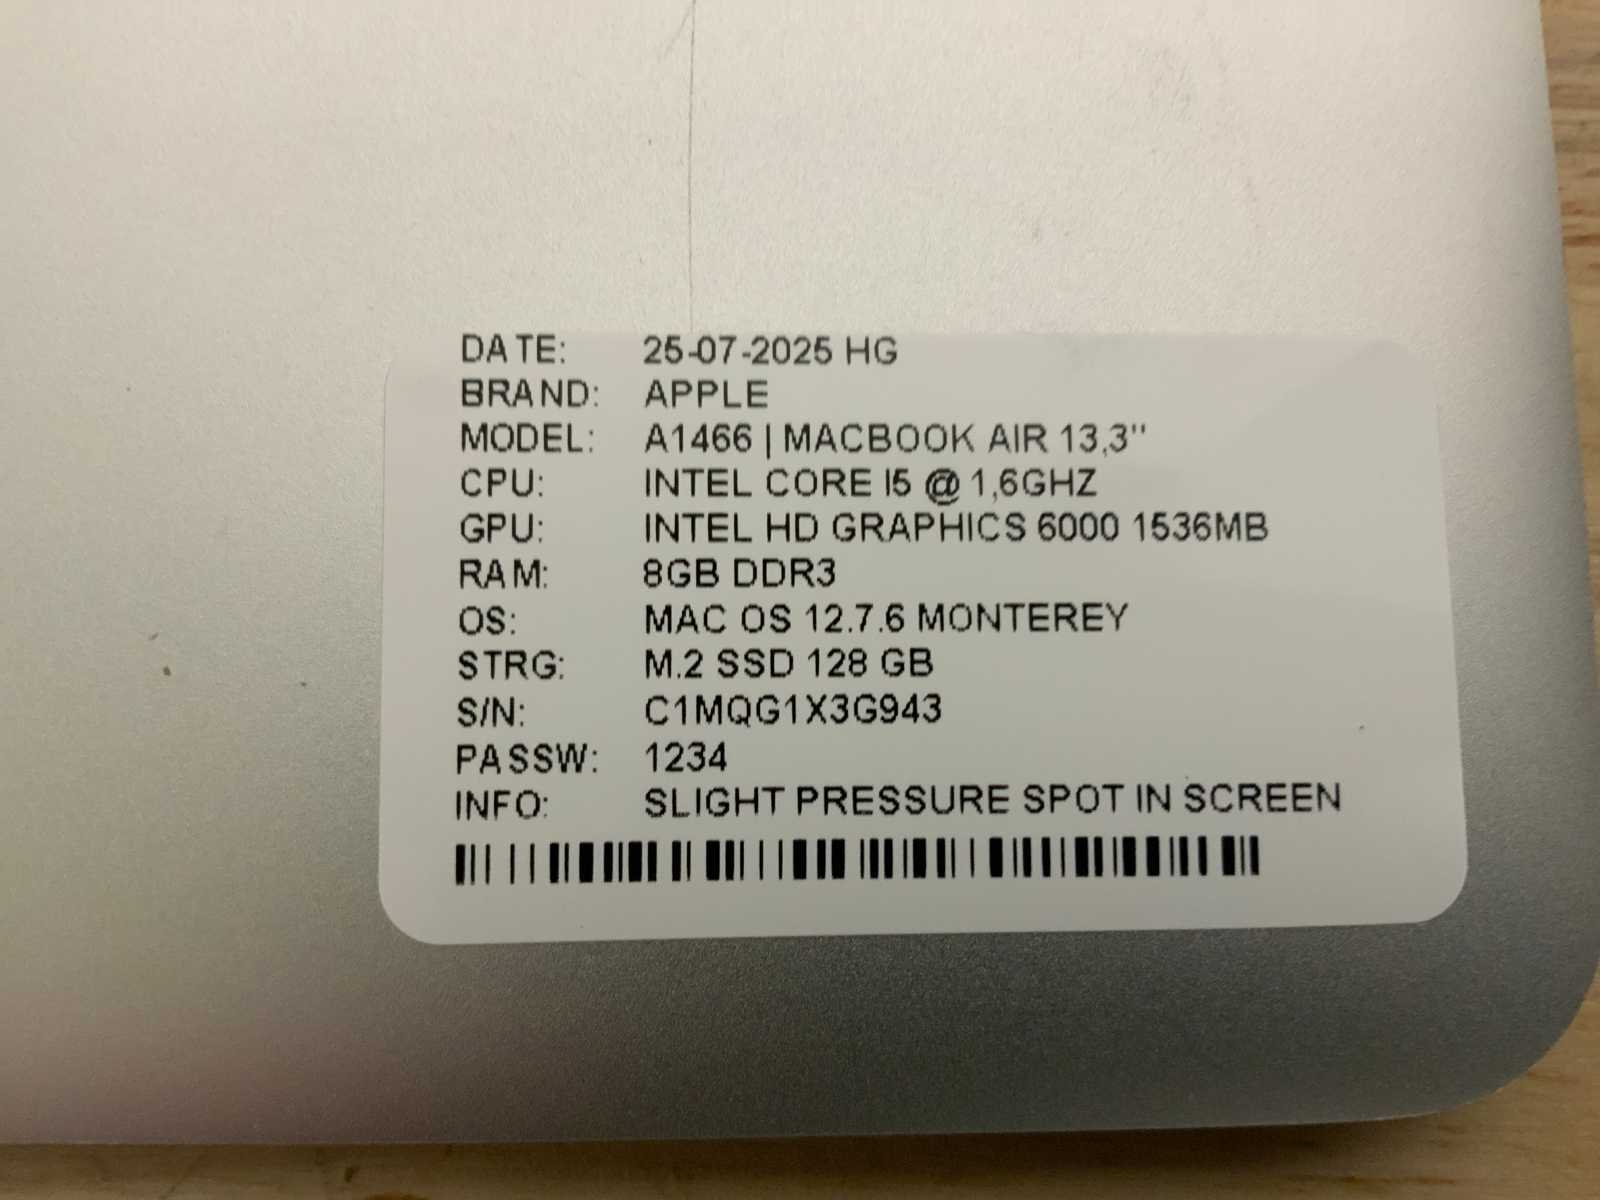 DATE: 25-07-2025 HG
BRAND: APPLE
MODEL: A1466 | MACBOOK AIR 13,3"
CPU: INTEL CORE I5 @ 1,6GHZ
GPU: INTEL HD GRAPHICS 6000 1536MB
RAM: 8GB DDR3
OS: MAC OS 12.7.6 MONTEREY
STRG: M.2 SSD 128 GB
S/N: C1MQG1X3G943
PASSW: 1234
INFO: SLIGHT PRESSURE SPOT IN SCREEN